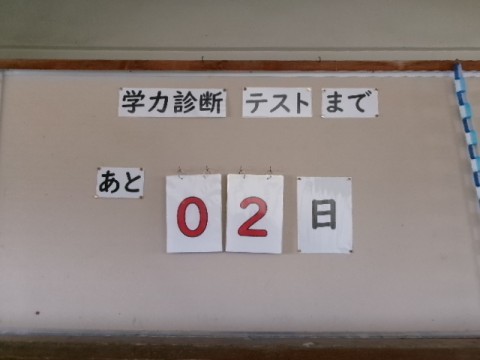 学力診断 テスト まで
あと 02日